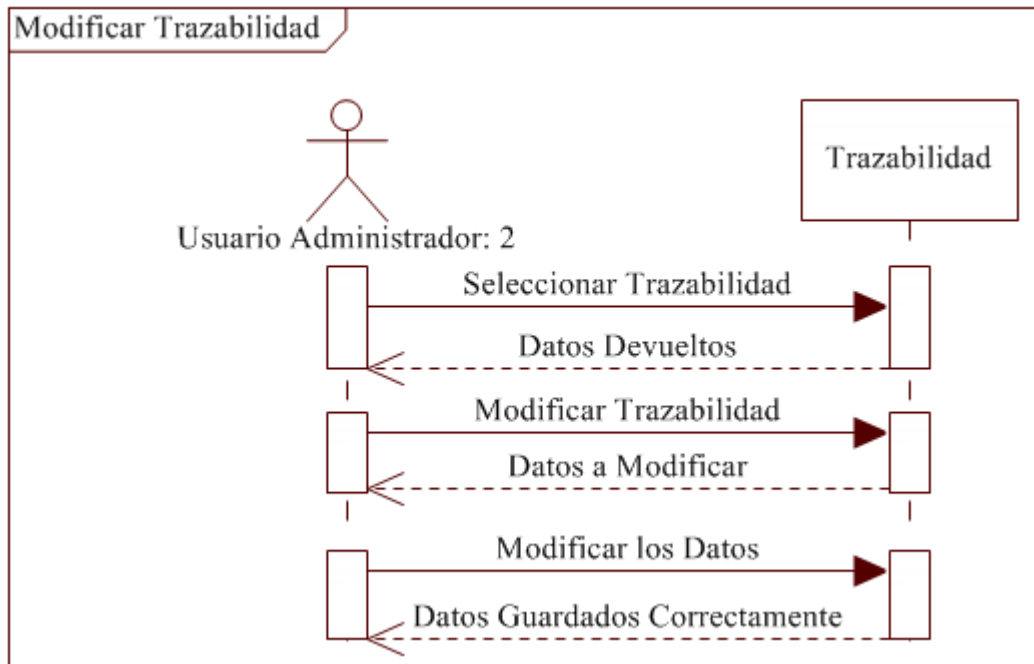 Modificar Trazabilidad
Trazabilidad
Usuario Administrador: 2
Seleccionar Trazabilidad
Datos Devueltos
Modificar Trazabilidad
Datos a Modificar
Modificar los Datos
Datos Guardados Correctamente